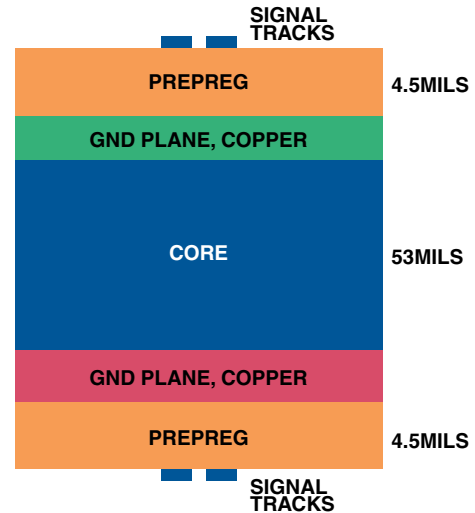 SIGNAL
TRACKS
PREPREG
4.5MILS
GND PLANE, COPPER
CORE
53MILS
GND PLANE, COPPER
PREPREG
4.5MILS
SIGNAL
TRACKS